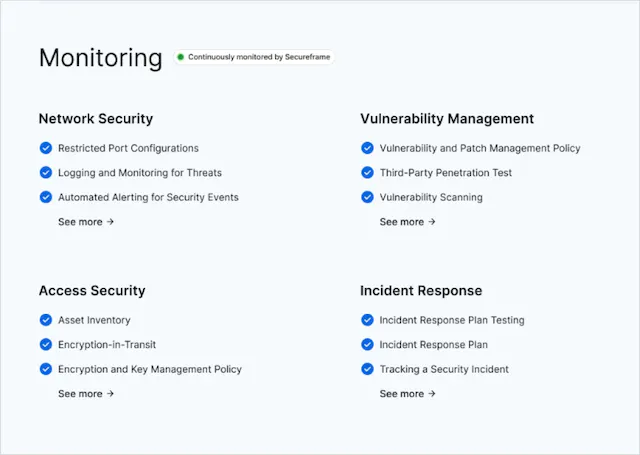 Monitoring
Continuously monitored by Secureframe
Network Security
Restricted Port Configurations
Logging and Monitoring for Threats
Automated Alerting for Security Events
See more →
Vulnerability Management
Vulnerability and Patch Management Policy
Third-Party Penetration Test
Vulnerability Scanning
See more →
Access Security
Asset Inventory
Encryption-in-Transit
Encryption and Key Management Policy
See more →
Incident Response
Incident Response Plan Testing
Incident Response Plan
Tracking a Security Incident
See more →